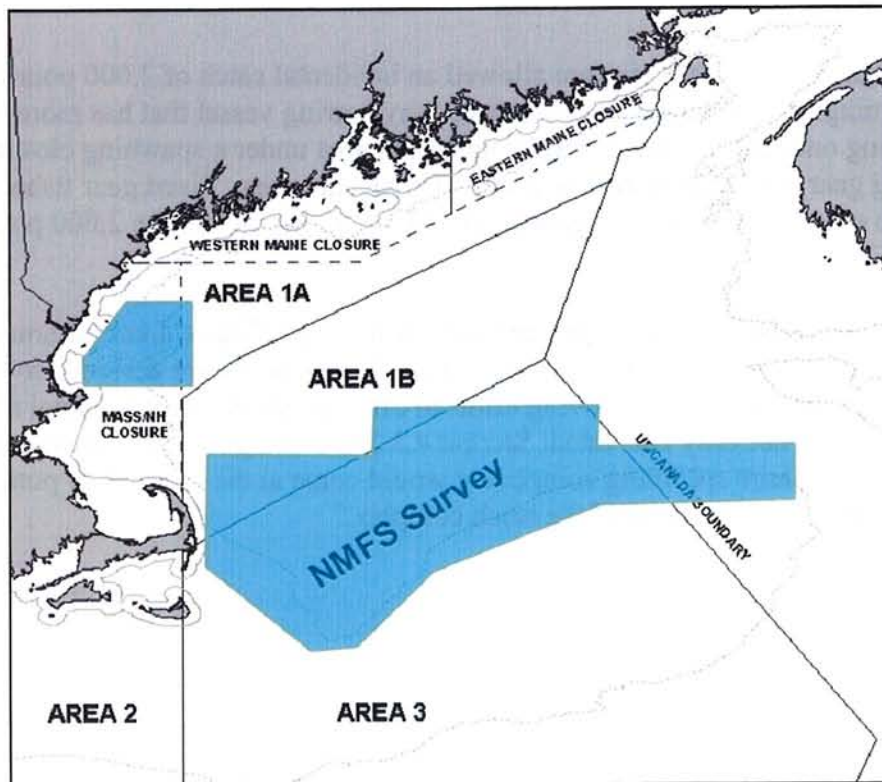 EASTERN MAINE CLOSURE
WESTERN MAINE CLOSURE
AREA 1A
AREA 1B
MASS/NH
CLOSURE
NMFS Survey
US/CANADA BOUNDARY
AREA 2
AREA 3